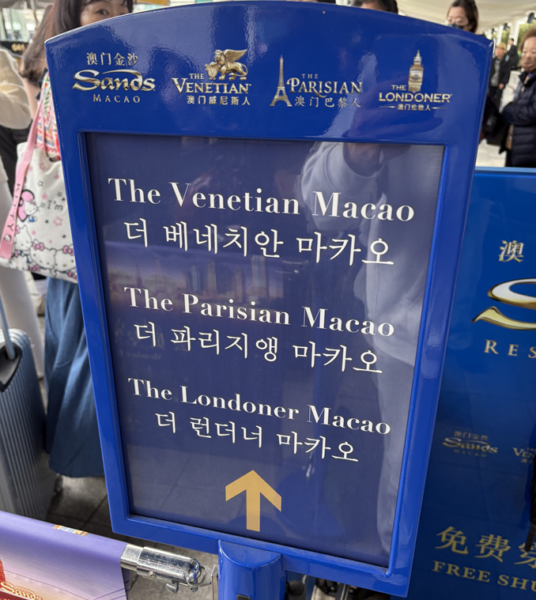 澳门金沙
Sands
MACAO
THE
VENETIAN
澳门威尼斯人
THE
PARISIAN
澳门巴黎人
THE
LONDONER
澳门伦敦人
The Venetian Macao
더 베네치안 마카오
The Parisian Macao
더 파리지앵 마카오
The Londoner Macao
더 런더너 마카오
澳
RES
澳门金沙
Sands
免费
FREE SHU